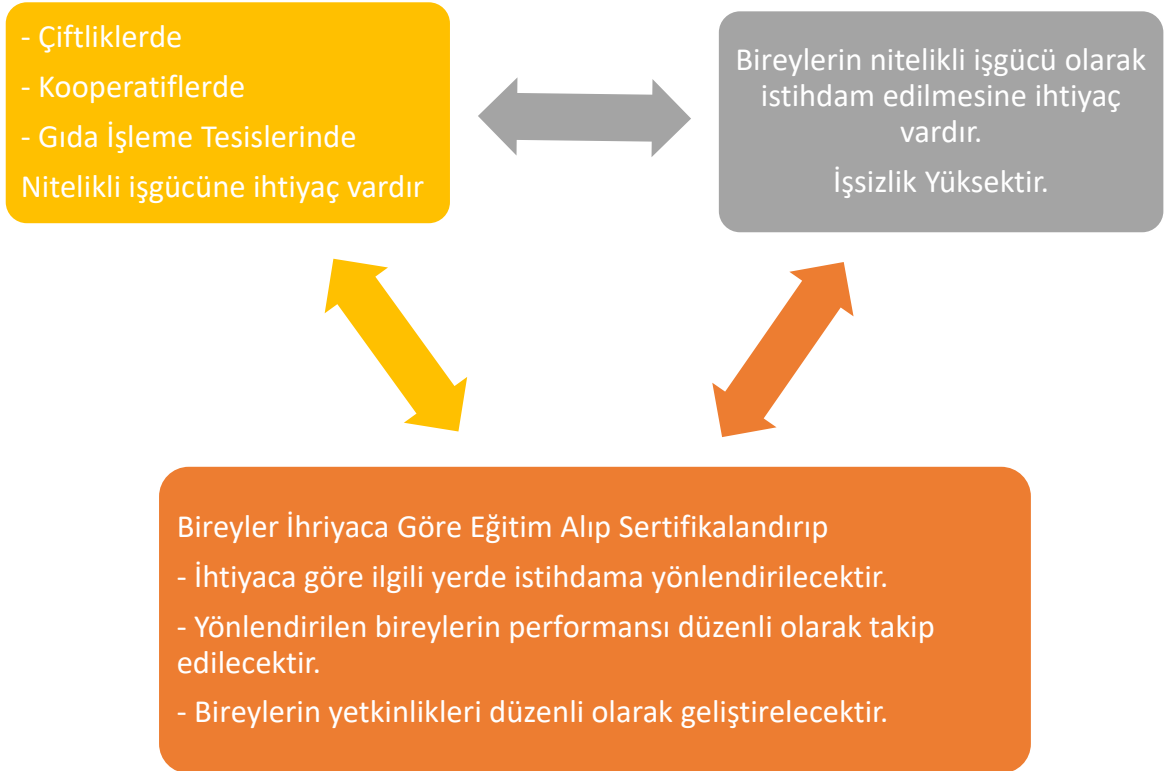 - Çiftliklerde
- Kooperatiflerde
- Gıda İşleme Tesislerinde
Nitelikli işgücüne ihtiyaç vardır
Bireylerin nitelikli işgücü olarak
istihdam edilmesine ihtiyaç
vardır.
İşsizlik Yüksektir.
Bireyler İhriyaca Göre Eğitim Alıp Sertifikalandırıp
- İhtiyaca göre ilgili yerde istihdama yönlendirilecektir.
- Yönlendirilen bireylerin performansı düzenli olarak takip
edilecektir.
- Bireylerin yetkinlikleri düzenli olarak geliştirelecektir.